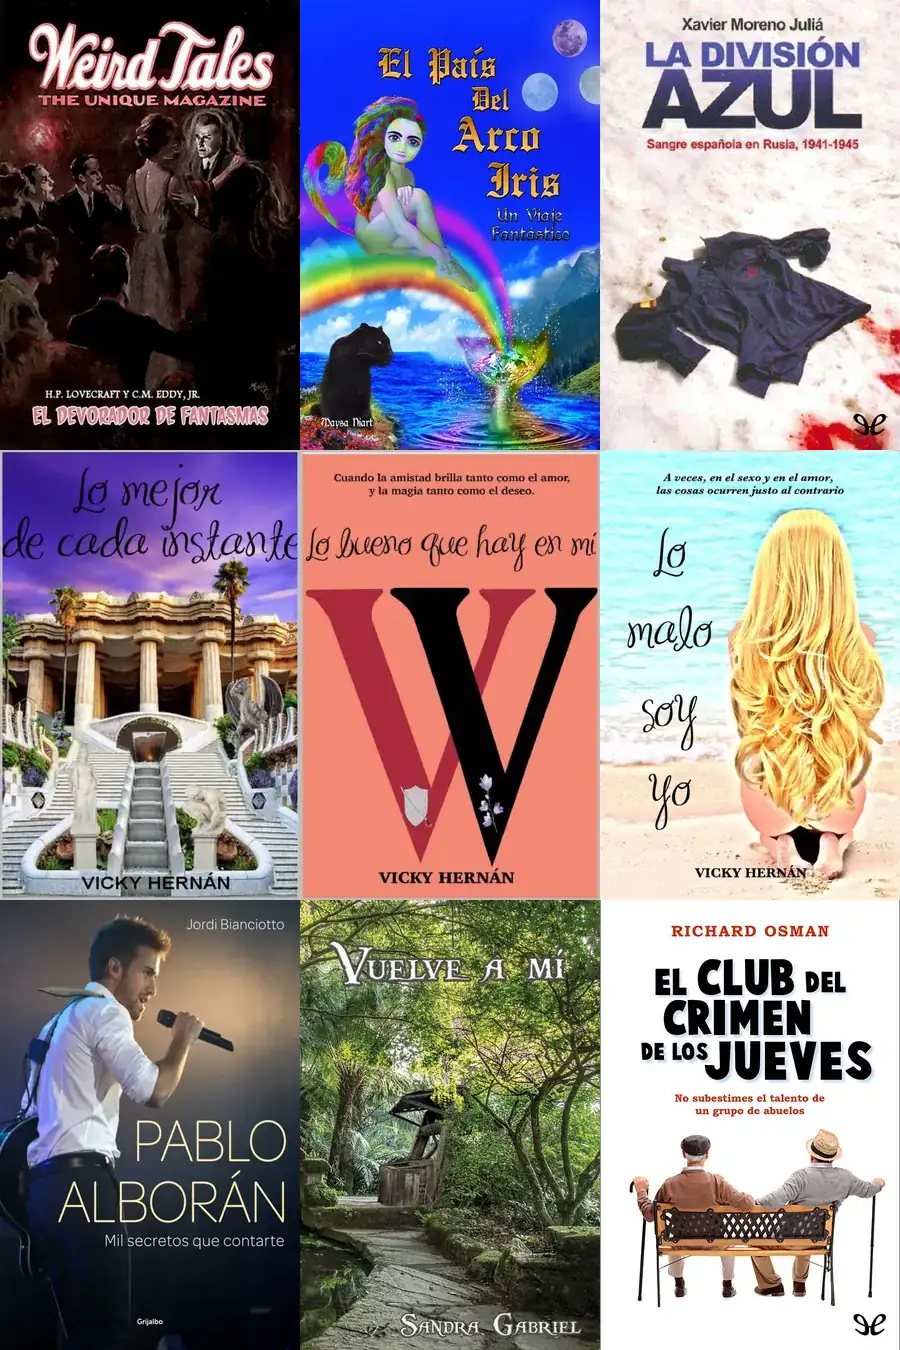 Weird Tales
THE UNIQUE MAGAZINE
H.P. LOVECRAFT Y C.M. EDDY, JR.
EL DEVORADOR DE FANTASMAS
El País
Del
Arco
Iris
Un Viaje
Fantástico
Maysa Niart
Xavier Moreno Juliá
LA DIVISIÓN
AZUL
Sangre española en Rusia, 1941-1945
Lo mejor
de cada instante
VICKY HERNÁN
Cuando la amistad brilla tanto como el amor,
y la magia tanto como el deseo.
Lo bueno que hay en mí
W
VICKY HERNÁN
A veces, en el sexo y en el amor,
las cosas ocurren justo al contrario
Lo
malo
soy
yo
VICKY HERNÁN
Jordi Bianciotto
PABLO
ALBORÁN
Mil secretos que contarte
Grijalbo
VUELVE A MÍ
SANDRA GABRIEL
RICHARD OSMAN
EL CLUB DEL
CRIMEN
DE LOS JUEVES
No subestimes el talento de
un grupo de abuelos